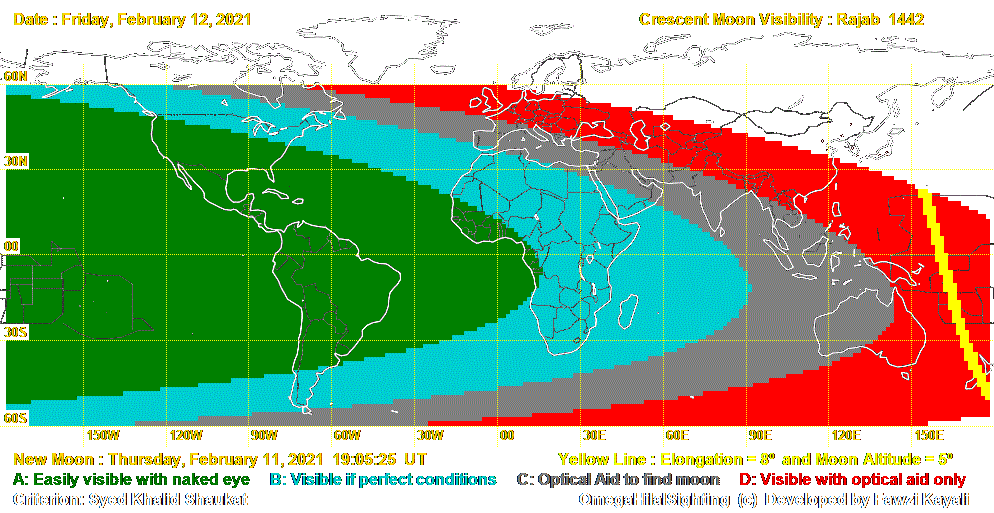 Date : Friday, February 12, 2021 Crescent Moon Visibility : Rajab 1442
60N
30N
00
30S
60S
150W 120W 90W 60W 30W 00 30E 60E 90E 120E 150E
New Moon : Thursday, February 11, 2021 19:05:25 UT Yellow Line : Elongation = 8° and Moon Altitude = 5°
A: Easily visible with naked eye B: Visible if perfect conditions C: Optical Aid to find moon D: Visible with optical aid only
Criterion: Syed Khalid Shaukat OmegaHilalSighting (c) Developed by Fawzi Kayali